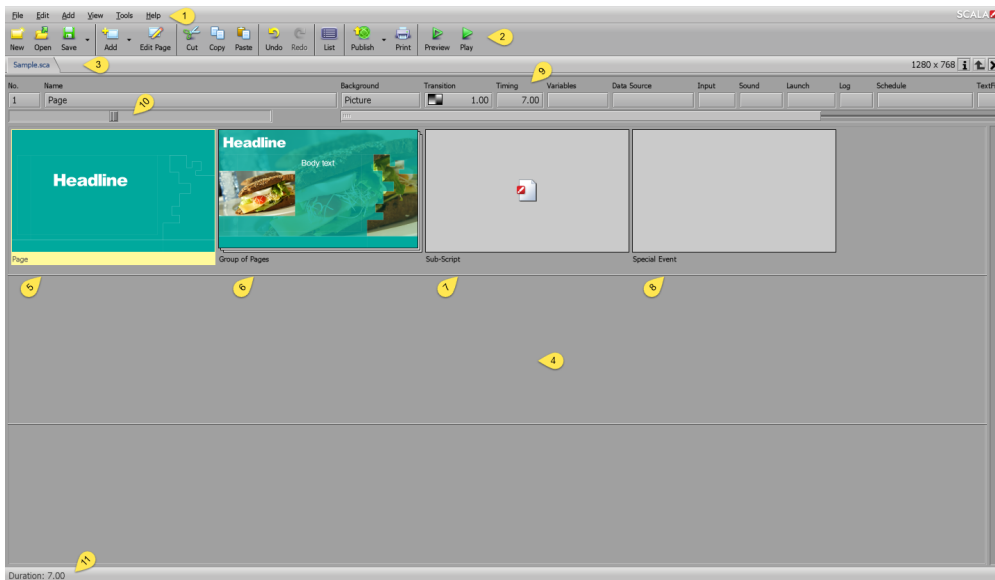 File Edit Add View Tools Help 1 SCALA
New Open Save Add Edit Page Cut Copy Paste Undo Redo List Publish Print Preview Play 2
Sample.sca 3 1280 x 768 i
9
No. Name Background Transition Timing Variables Data Source Input Sound Launch Log Schedule TextF
1 Page Picture 1.00 7.00
10
Headline
Headline
Body text
Page Group of Pages Sub-Script Special Event
5 6 7 8
4
11
Duration: 7.00